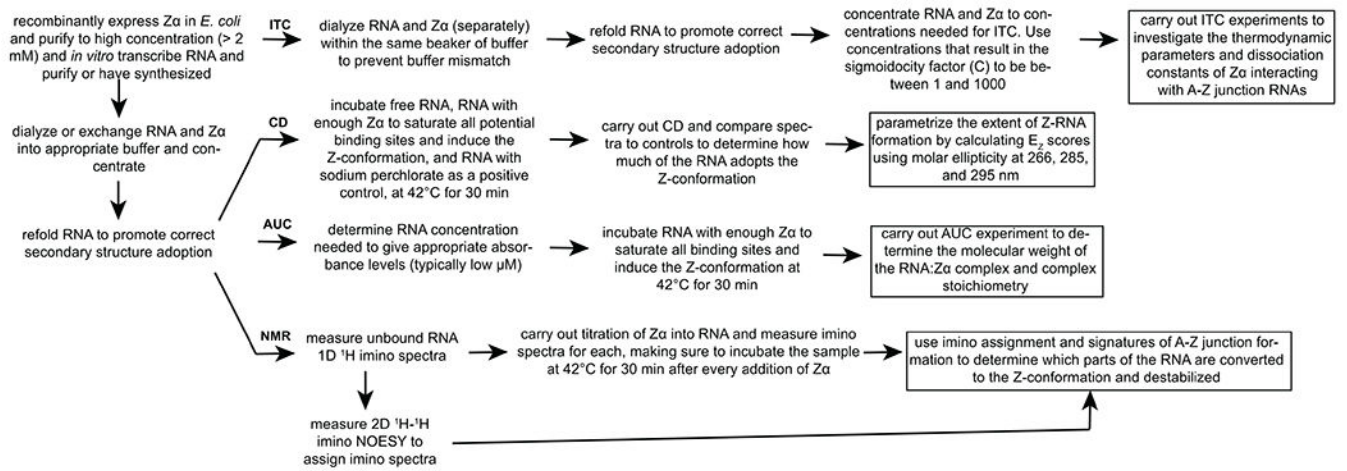 recombinantly express Zα in E. coli
and purify to high concentration (> 2
mM) and in vitro transcribe RNA and
purify or have synthesized
ITC
dialyze RNA and Zα (separately)
within the same beaker of buffer
to prevent buffer mismatch
refold RNA to promote correct
secondary structure adoption
concentrate RNA and Zα to con-
centrations needed for ITC. Use
concentrations that result in the
sigmoidocity factor (C) to be be-
tween 1 and 1000
carry out ITC experiments to
investigate the thermodynamic
parameters and dissociation
constants of Zα interacting
with A-Z junction RNAs
dialyze or exchange RNA and Zα
into appropriate buffer and con-
centrate
CD
incubate free RNA, RNA with
enough Zα to saturate all potential
binding sites and induce the
Z-conformation, and RNA with
sodium perchlorate as a positive
control, at 42°C for 30 min
carry out CD and compare spec-
tra to controls to determine how
much of the RNA adopts the
Z-conformation
parametrize the extent of Z-RNA
formation by calculating EZ scores
using molar ellipticity at 266, 285,
and 295 nm
refold RNA to promote correct
secondary structure adoption
AUC
determine RNA concentration
needed to give appropriate absor-
bance levels (typically low µM)
incubate RNA with enough Zα to
saturate all binding sites and
induce the Z-conformation at
42°C for 30 min
carry out AUC experiment to de-
termine the molecular weight of
the RNA:Zα complex and complex
stoichiometry
NMR
measure unbound RNA
1D ¹H imino spectra
carry out titration of Zα into RNA and measure imino
spectra for each, making sure to incubate the sample
at 42°C for 30 min after every addition of Zα
use imino assignment and signatures of A-Z junction for-
mation to determine which parts of the RNA are converted
to the Z-conformation and destabilized
measure 2D ¹H-¹H
imino NOESY to
assign imino spectra